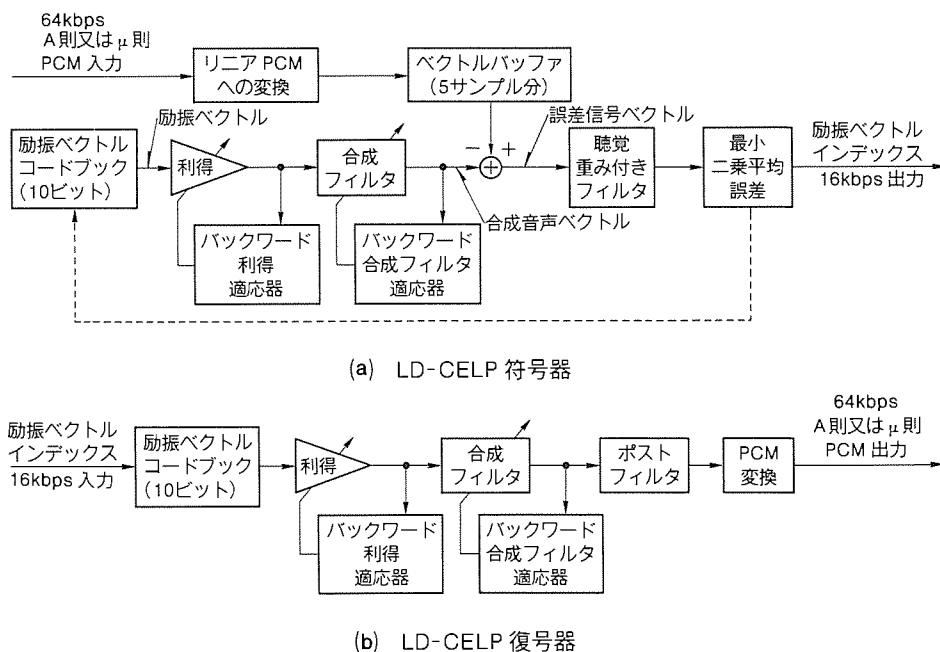 64kbps
A則又はμ則
PCM 入力
リニア PCM
への変換
ベクトルバッファ
(5サンプル分)
励振ベクトル
誤差信号ベクトル
励振ベクトル
コードブック
(10ビット)
利得
合成
フィルタ
− +
聴覚
重み付き
フィルタ
最小
二乗平均
誤差
励振ベクトル
インデックス
16kbps 出力
合成音声ベクトル
バックワード
利得
適応器
バックワード
合成フィルタ
適応器
(a) LD-CELP 符号器
64kbps
A則又はμ則
PCM 出力
励振ベクトル
インデックス
16kbps 入力
励振ベクトル
コードブック
(10ビット)
利得
合成
フィルタ
ポスト
フィルタ
PCM
変換
バックワード
利得
適応器
バックワード
合成フィルタ
適応器
(b) LD-CELP 復号器